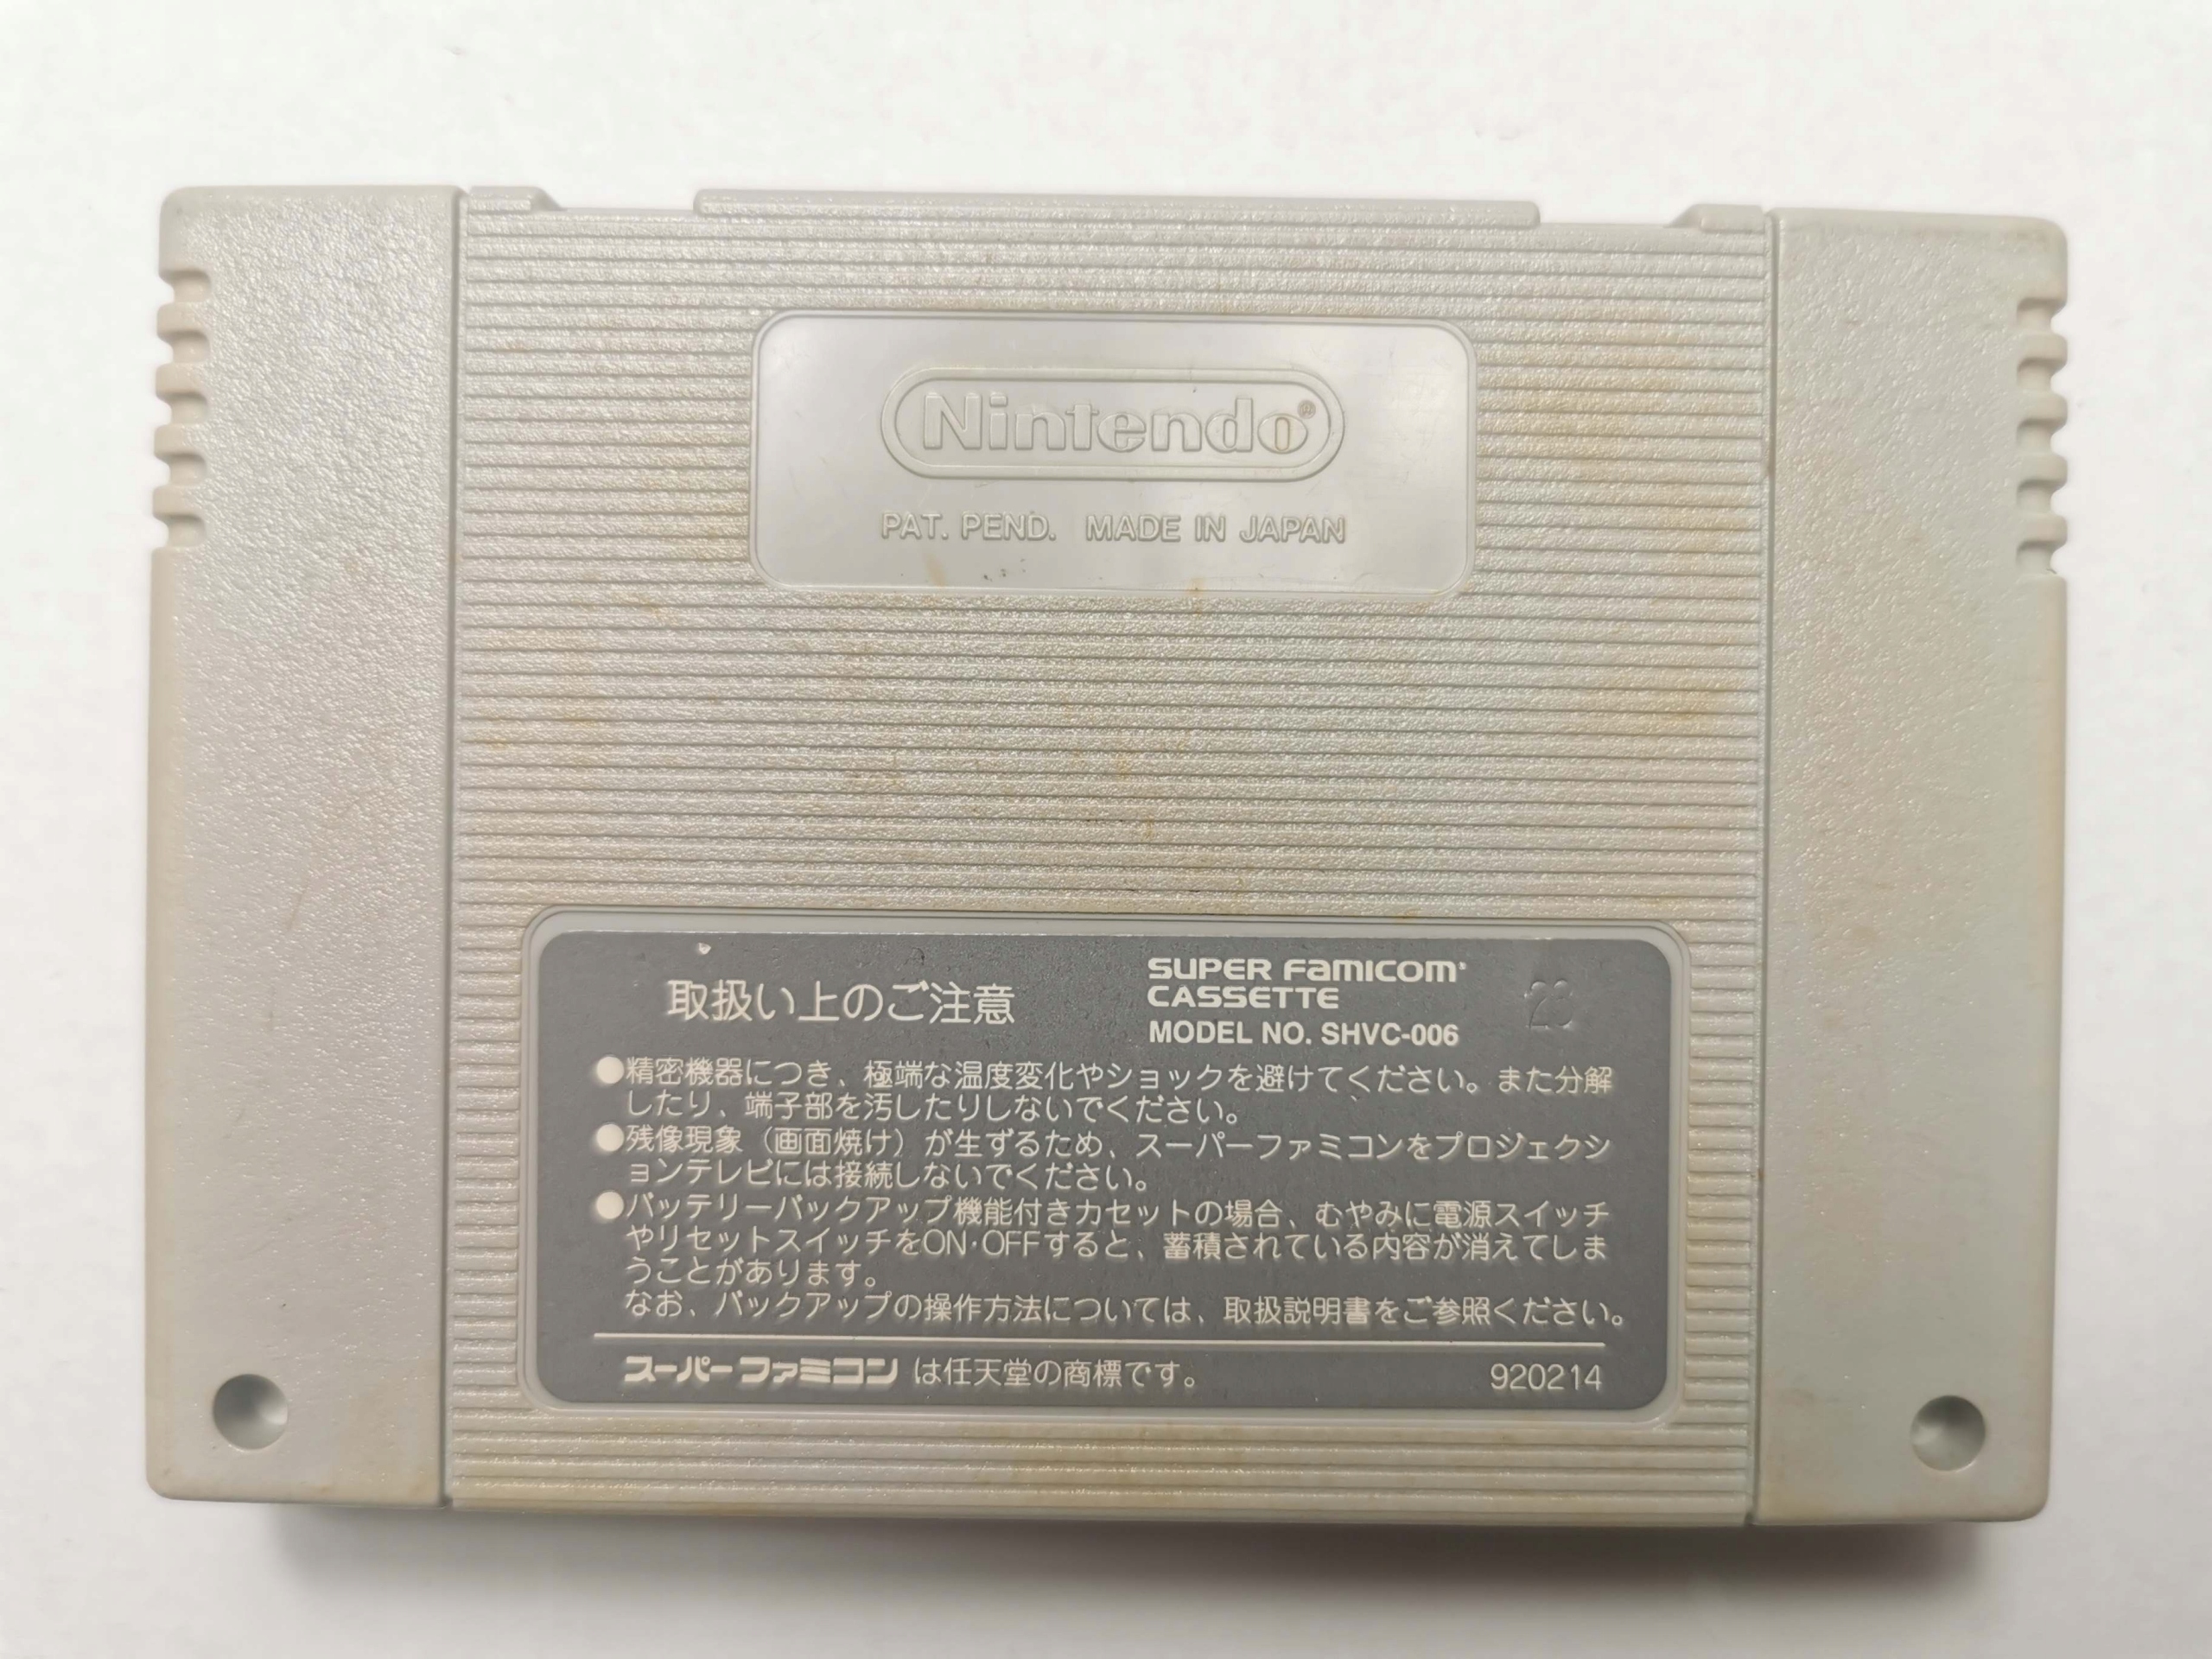 Nintendo®
PAT. PEND. MADE IN JAPAN
取扱い上のご注意
SUPER FAMICOM
CASSETTE
MODEL NO. SHVC-006
●精密機器につき、極端な温度変化やショックを避けてください。また分解
したり、端子部を汚したりしないでください。
●残像現象（画面焼け）が生ずるため、スーパーファミコンをプロジェクシ
ョンテレビには接続しないでください。
●バッテリーバックアップ機能付きカセットの場合、むやみに電源スイッチ
やリセットスイッチをON・OFFすると、蓄積されている内容が消えてしま
うことがあります。
なお、バックアップの操作方法については、取扱説明書をご参照ください。
スーパーファミコン は任天堂の商標です。
920214